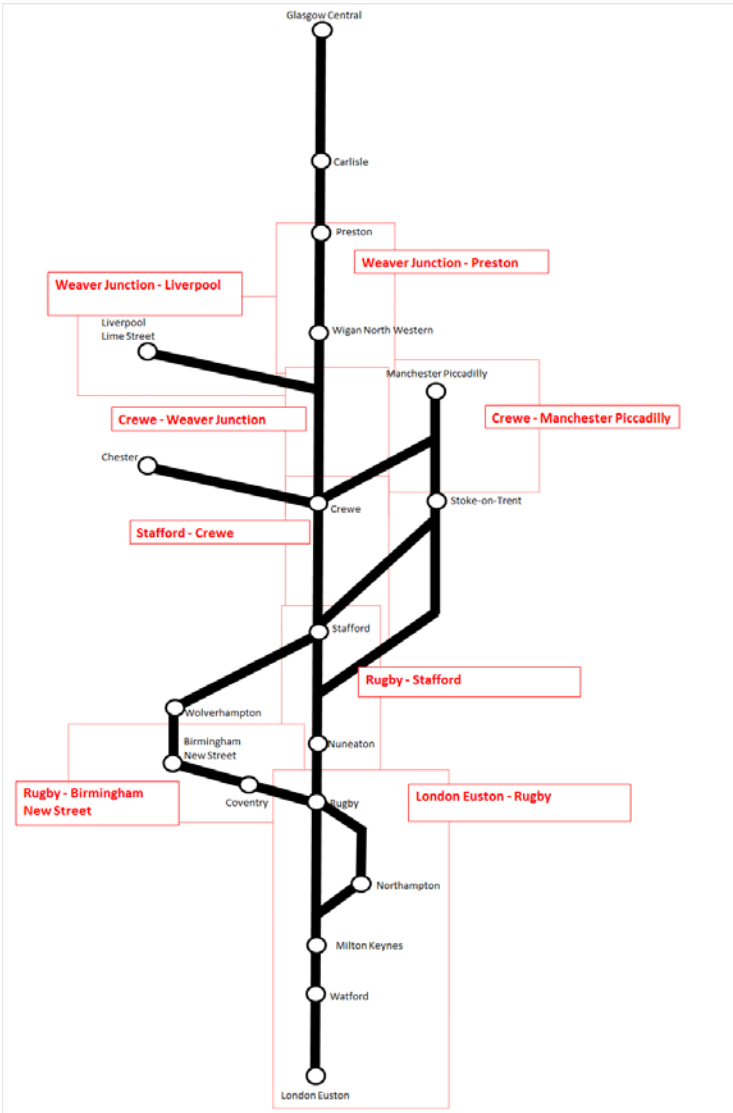 Glasgow Central
Carlisle
Preston
Weaver Junction - Preston
Weaver Junction - Liverpool
Liverpool
Lime Street
Wigan North Western
Manchester Piccadilly
Crewe - Weaver Junction
Crewe - Manchester Piccadilly
Chester
Stoke-on-Trent
Crewe
Stafford - Crewe
Stafford
Rugby - Stafford
Wolverhampton
Birmingham
New Street
Nuneaton
Rugby - Birmingham
New Street
London Euston - Rugby
Coventry
Rugby
Northampton
Milton Keynes
Watford
London Euston